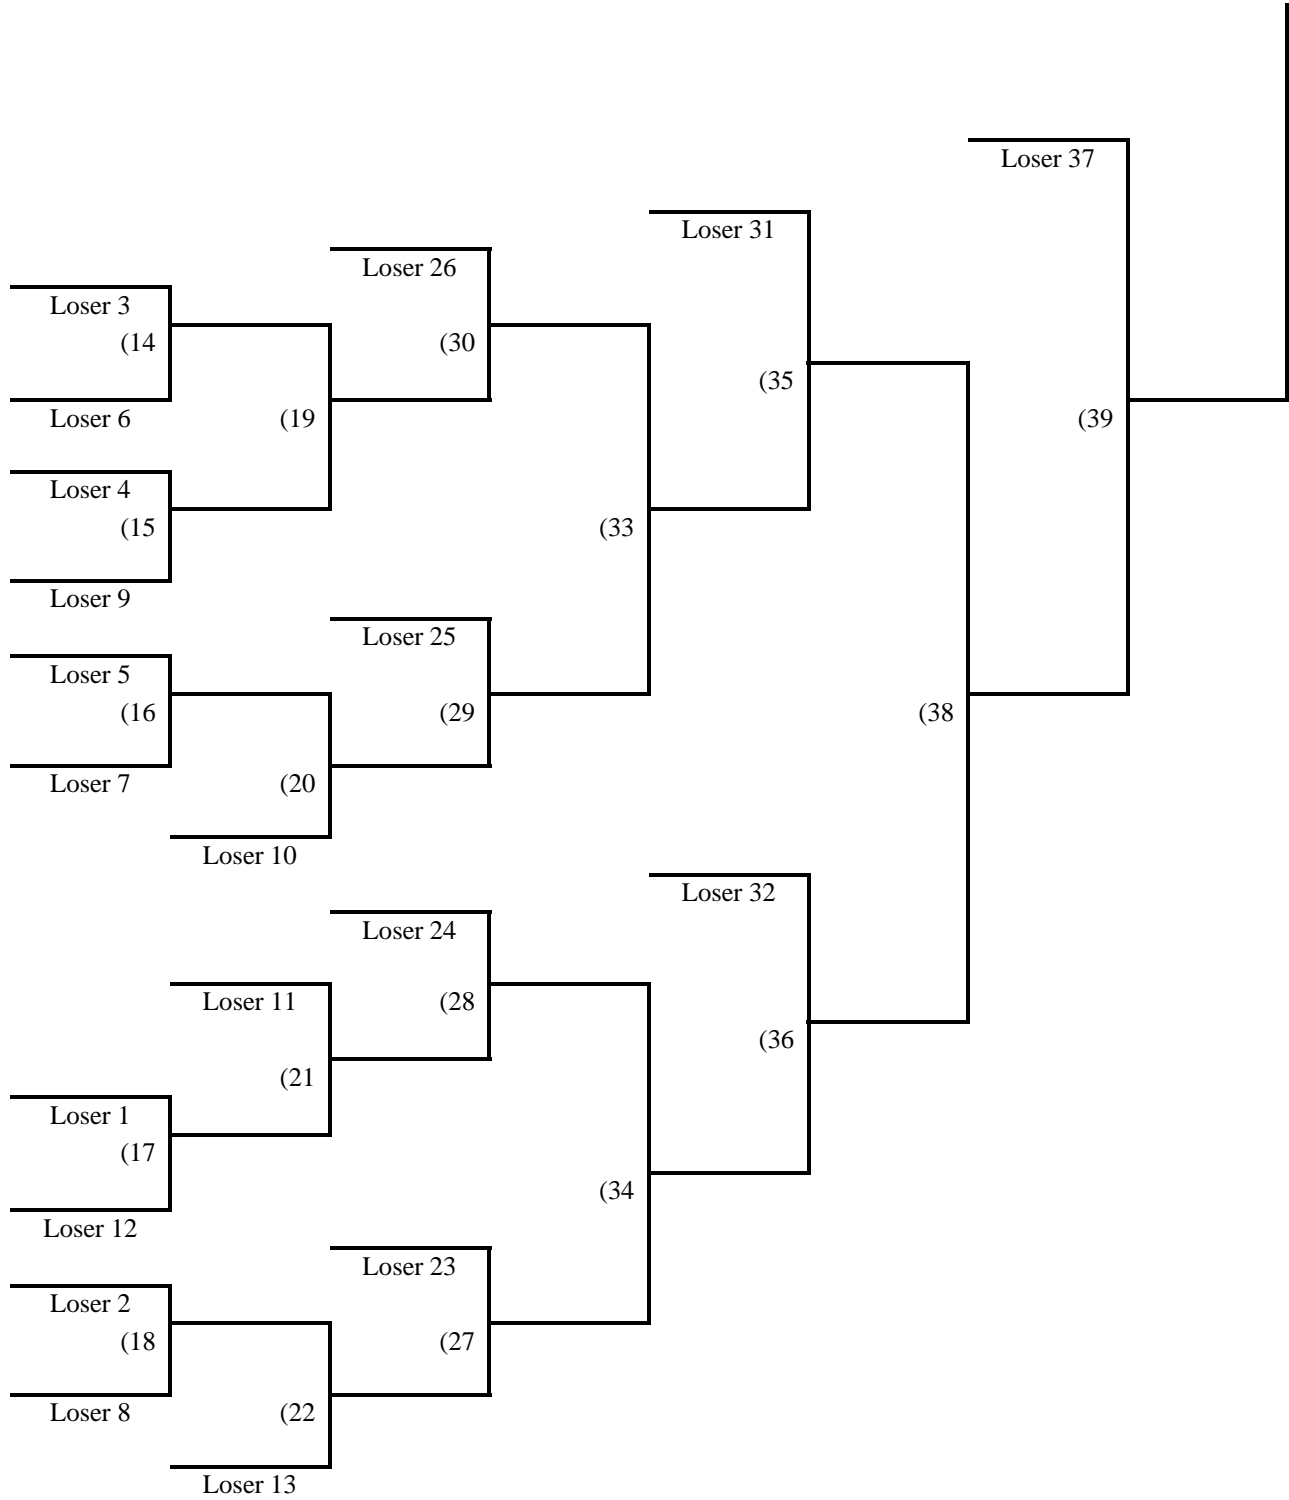 Loser 37
Loser 31
Loser 26
Loser 3
(14
(30
(35
Loser 6
(19
(39
Loser 4
(15
(33
Loser 9
Loser 25
Loser 5
(16
(29
(38
Loser 7
(20
Loser 10
Loser 32
Loser 24
Loser 11
(28
(36
(21
Loser 1
(17
(34
Loser 12
Loser 23
Loser 2
(18
(27
Loser 8
(22
Loser 13